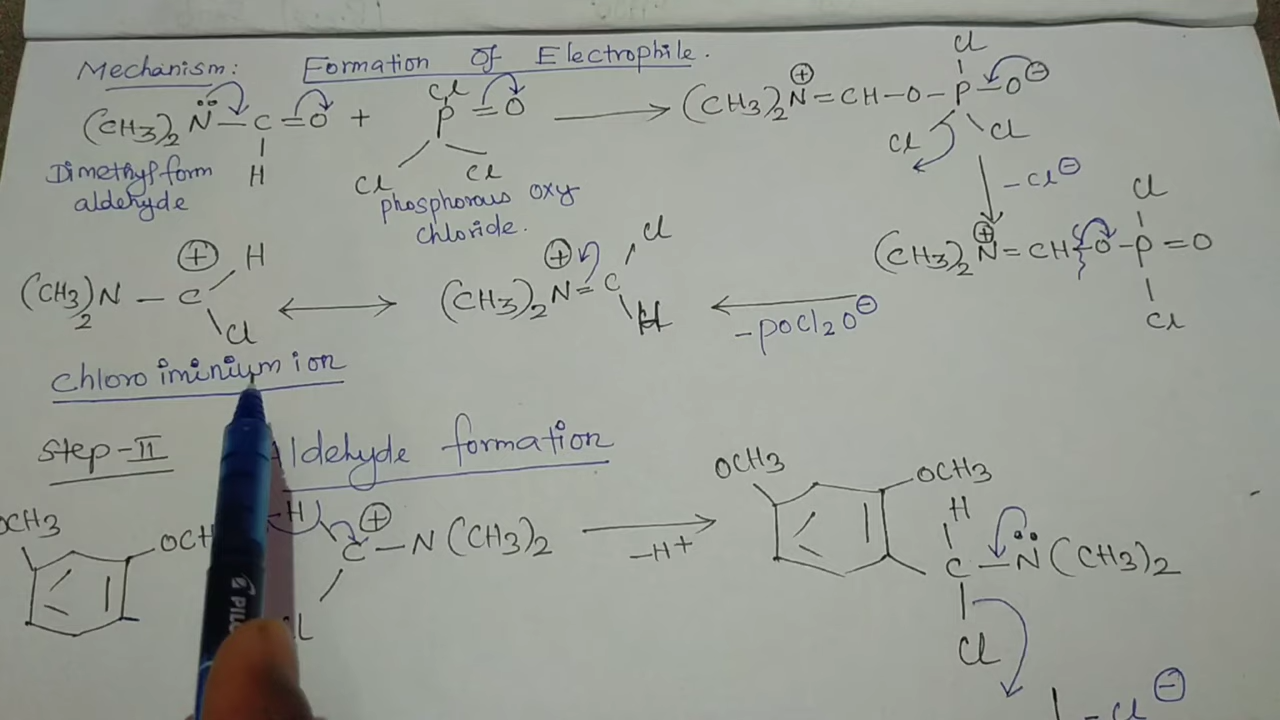 Mechanism: Formation Of Electrophile.
(CH3)2 N̈ – C = O + P = O → (CH3)2 N⊕ = CH – O – P – O⊖
H
Cl
Cl
Cl
Cl
Cl
Cl
Dimethyl form
aldehyde
phosphorous oxy
chloride.
– Cl⊖
(CH3)2 N – C⊕ ↔ (CH3)2 N⊕ = C ← (CH3)2 N⊕ = CH – O – P = O
H
Cl
Cl
H
Cl
Cl
– POCl2O⊖
Chloro iminium ion
Step-II Aldehyde formation
OCH3
OCH
H
C⊕ – N(CH3)2
– H+
OCH3
OCH3
H
C – N̈(CH3)2
Cl
– Cl⊖
PIL